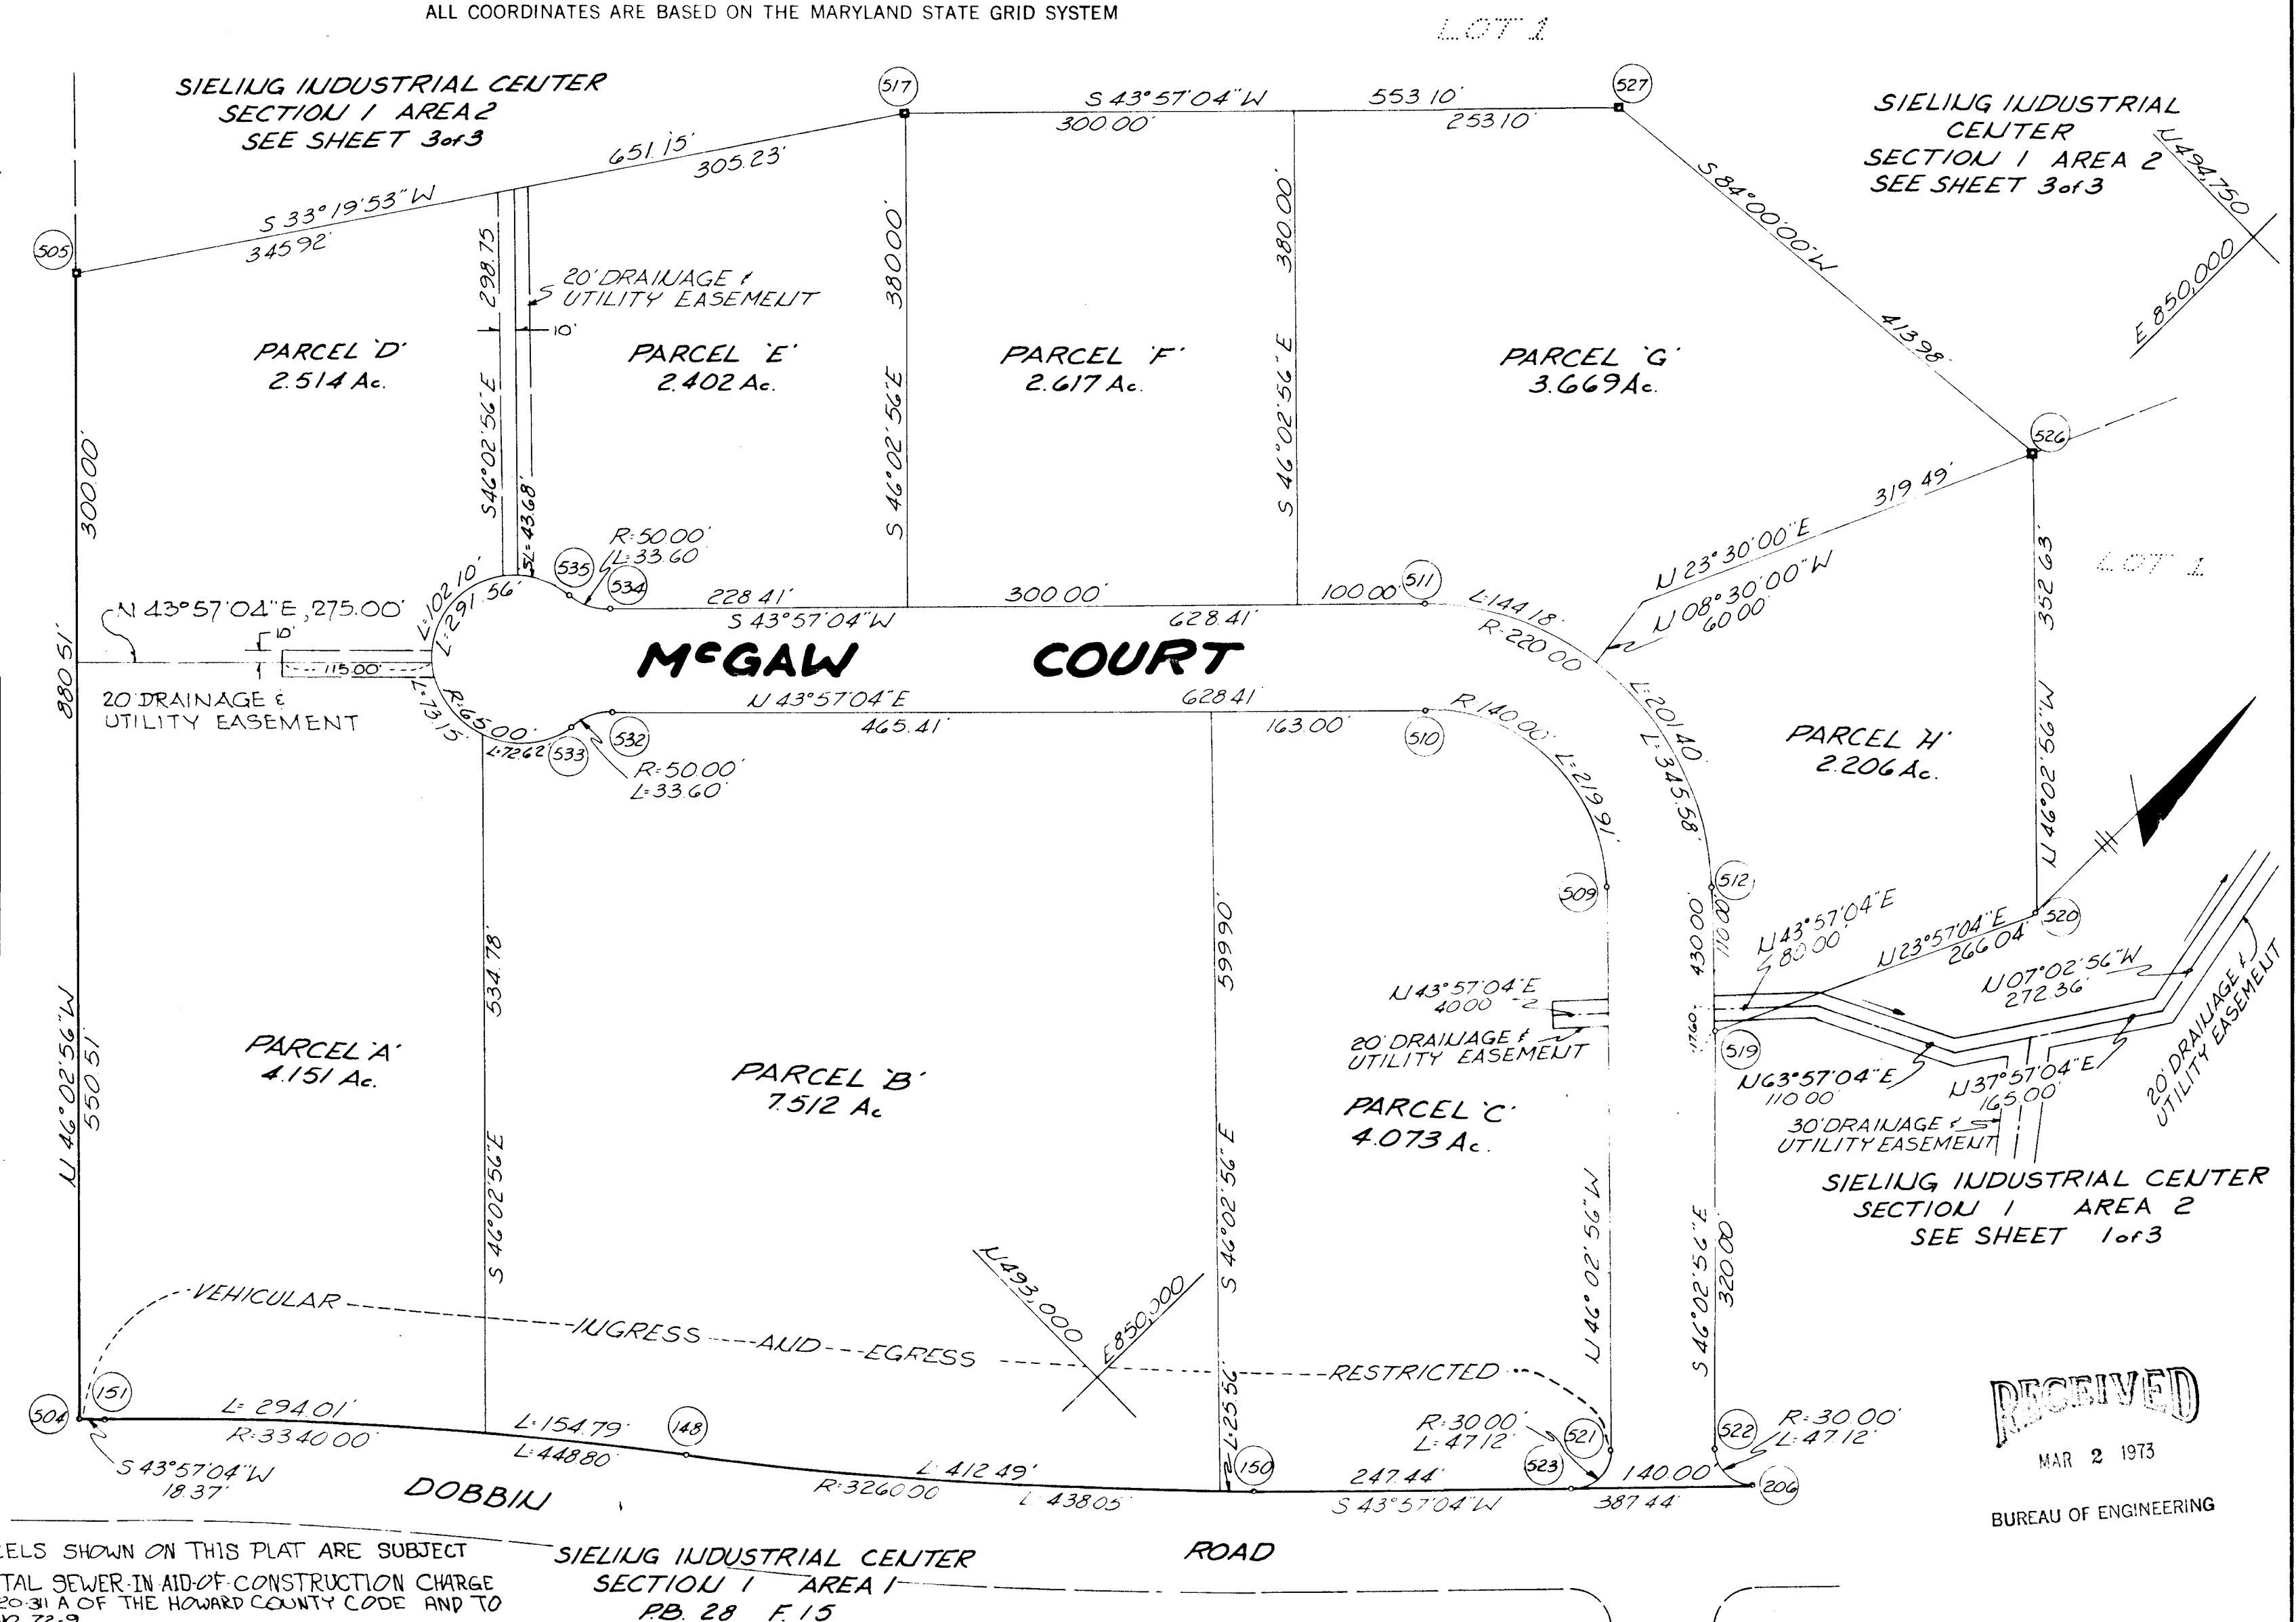 ALL COORDINATES ARE BASED ON THE MARYLAND STATE GRID SYSTEM
LOT 1
SIELING INDUSTRIAL CENTER
SECTION 1 AREA 2
SEE SHEET 3 of 3
517
S 43°57'04" W
553.10'
300.00'
253.10'
527
SIELING INDUSTRIAL
CENTER
SECTION 1 AREA 2
SEE SHEET 3 of 3
N 494,750
E 850,000
651.15'
305.23'
S 33°19'53" W
345.92'
505
S 84°00'00" W
413.98'
526
298.75
20' DRAINAGE &
UTILITY EASEMENT
10'
380.00'
380.00'
PARCEL 'D'
2.514 Ac.
PARCEL 'E'
2.402 Ac.
PARCEL 'F'
2.617 Ac.
PARCEL 'G'
3.669 Ac.
300.00'
S 46°02'56" E
S 46°02'56" E
S 46°02'56" E
L=43.68'
R=50.00'
L=33.60'
535
534
319.49'
N 23°30'00" E
N 08°30'00" W
60.00'
352.63'
LOT 1
L=102.10'
L=291.56'
N 43°57'04" E, 275.00'
10'
115.00'
20' DRAINAGE &
UTILITY EASEMENT
880.51'
228.41'
300.00'
100.00'
511
S 43°57'04" W
628.41'
L=144.18'
R=220.00'
McGAW COURT
N 43°57'04" E
628.41
465.41'
163.00'
R=65.00'
L=73.15'
L=72.62'
533
532
R=50.00'
L=33.60'
510
R=140.00'
L=219.91'
L=201.40'
L=345.58'
PARCEL 'H'
2.206 Ac.
N 46°02'56" W
509
512
110.00'
430.00'
N 43°57'04" E
80.00'
N 23°57'04" E
266.04'
520
534.78'
599.90'
N 43°57'04" E
40.00
20' DRAINAGE &
UTILITY EASEMENT
17.60
519
N 07°02'56" W
272.36'
20' DRAINAGE &
UTILITY EASEMENT
N 63°57'04" E
110.00
N 37°57'04" E
165.00'
30' DRAINAGE &
UTILITY EASEMENT
N 46°02'56" W
550.51'
PARCEL 'A'
4.151 Ac.
PARCEL 'B'
7.512 Ac
PARCEL 'C'
4.073 Ac.
S 46°02'56" E
S 46°02'56" E
N 46°02'56" W
S 46°02'56" E
320.00'
SIELING INDUSTRIAL CENTER
SECTION 1 AREA 2
SEE SHEET 1 of 3
N 493,000
E 850,000
VEHICULAR INGRESS AND EGRESS RESTRICTED
504
151
L=294.01'
R=3340.00'
L=154.79'
L=448.80'
148
S 43°57'04" W
18.37'
DOBBIN
L=412.49'
R=3260.00
L=438.05'
L=25.56'
150
R=30.00'
L=47.12'
521
523
247.44'
S 43°57'04" W
140.00'
387.44'
522
R=30.00'
L=47.12'
206
RECEIVED
MAR 2 1973
BUREAU OF ENGINEERING
ROAD
ELS SHOWN ON THIS PLAT ARE SUBJECT
TAL SEWER-IN-AID-OF-CONSTRUCTION CHARGE
20.311 A OF THE HOWARD COUNTY CODE AND TO
72-9
SIELING INDUSTRIAL CENTER
SECTION 1 AREA 1
P.B. 28 F. 15